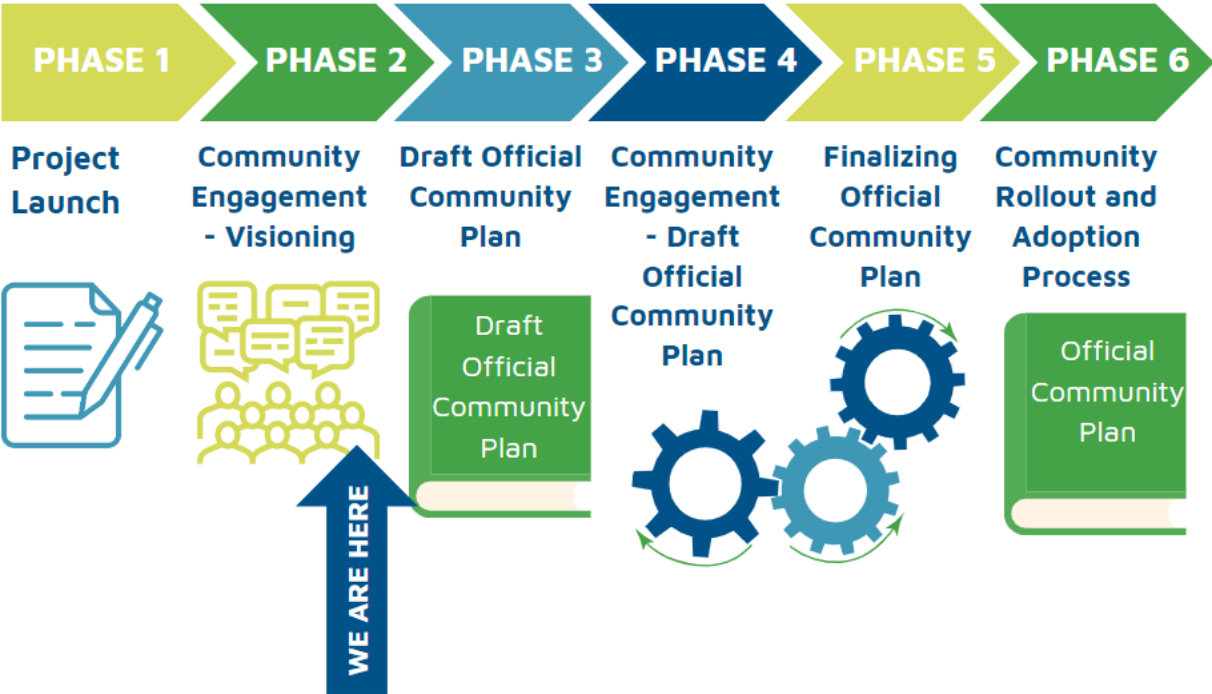 PHASE 1
PHASE 2
PHASE 3
PHASE 4
PHASE 5
PHASE 6
Project
Launch
Community
Engagement
- Visioning
Draft Official
Community
Plan
Community
Engagement
- Draft
Official
Community
Plan
Finalizing
Official
Community
Plan
Community
Rollout and
Adoption
Process
Draft
Official
Community
Plan
Official
Community
Plan
WE ARE HERE